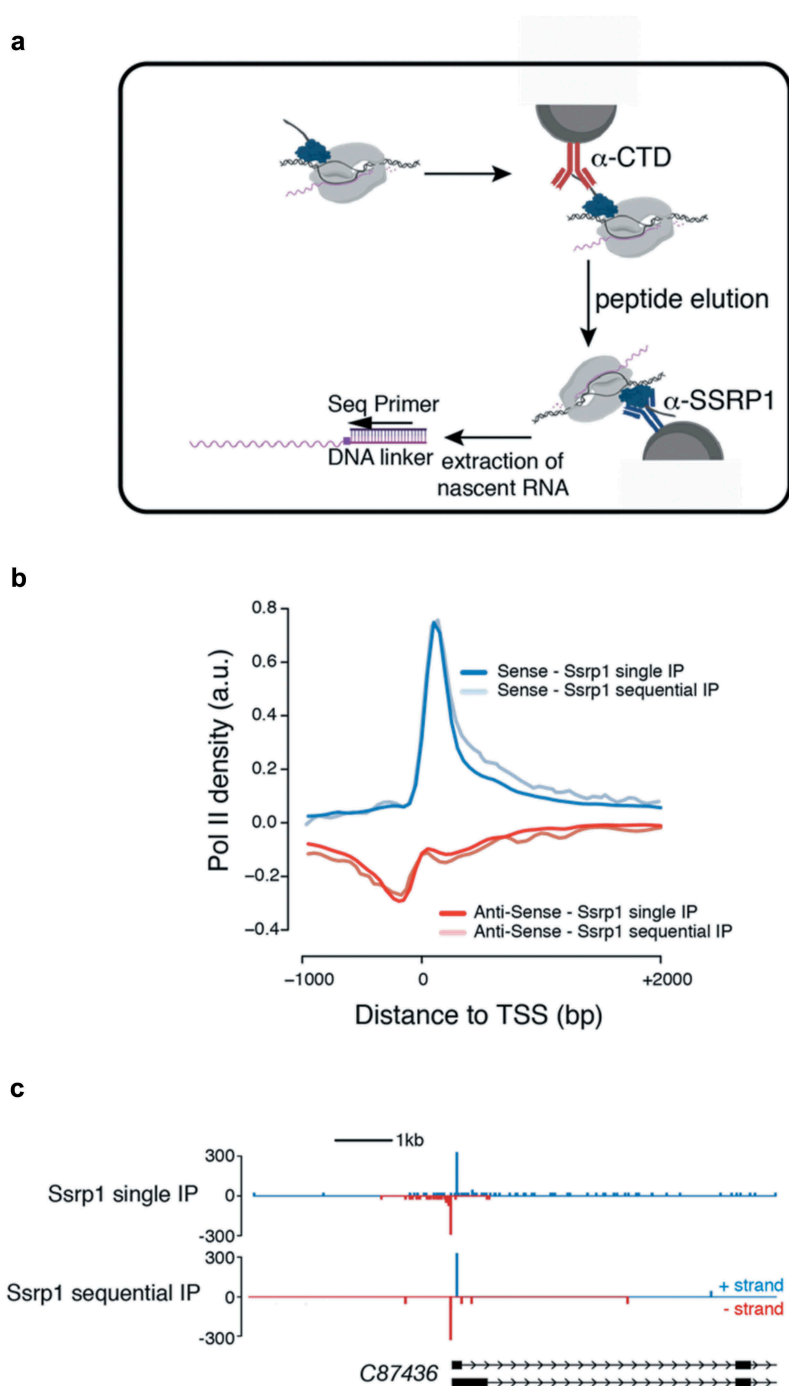 a
α-CTD
peptide elution
α-SSRP1
Seq Primer
DNA linker
extraction of
nascent RNA
b
Pol II density (a.u.)
0.8
0.6
0.4
0.2
0.0
−0.2
−0.4
Sense - Ssrp1 single IP
Sense - Ssrp1 sequential IP
Anti-Sense - Ssrp1 single IP
Anti-Sense - Ssrp1 sequential IP
−1000 0 +2000
Distance to TSS (bp)
c
1kb
Ssrp1 single IP
300
0
-300
Ssrp1 sequential IP
300
0
-300
+ strand
- strand
C87436